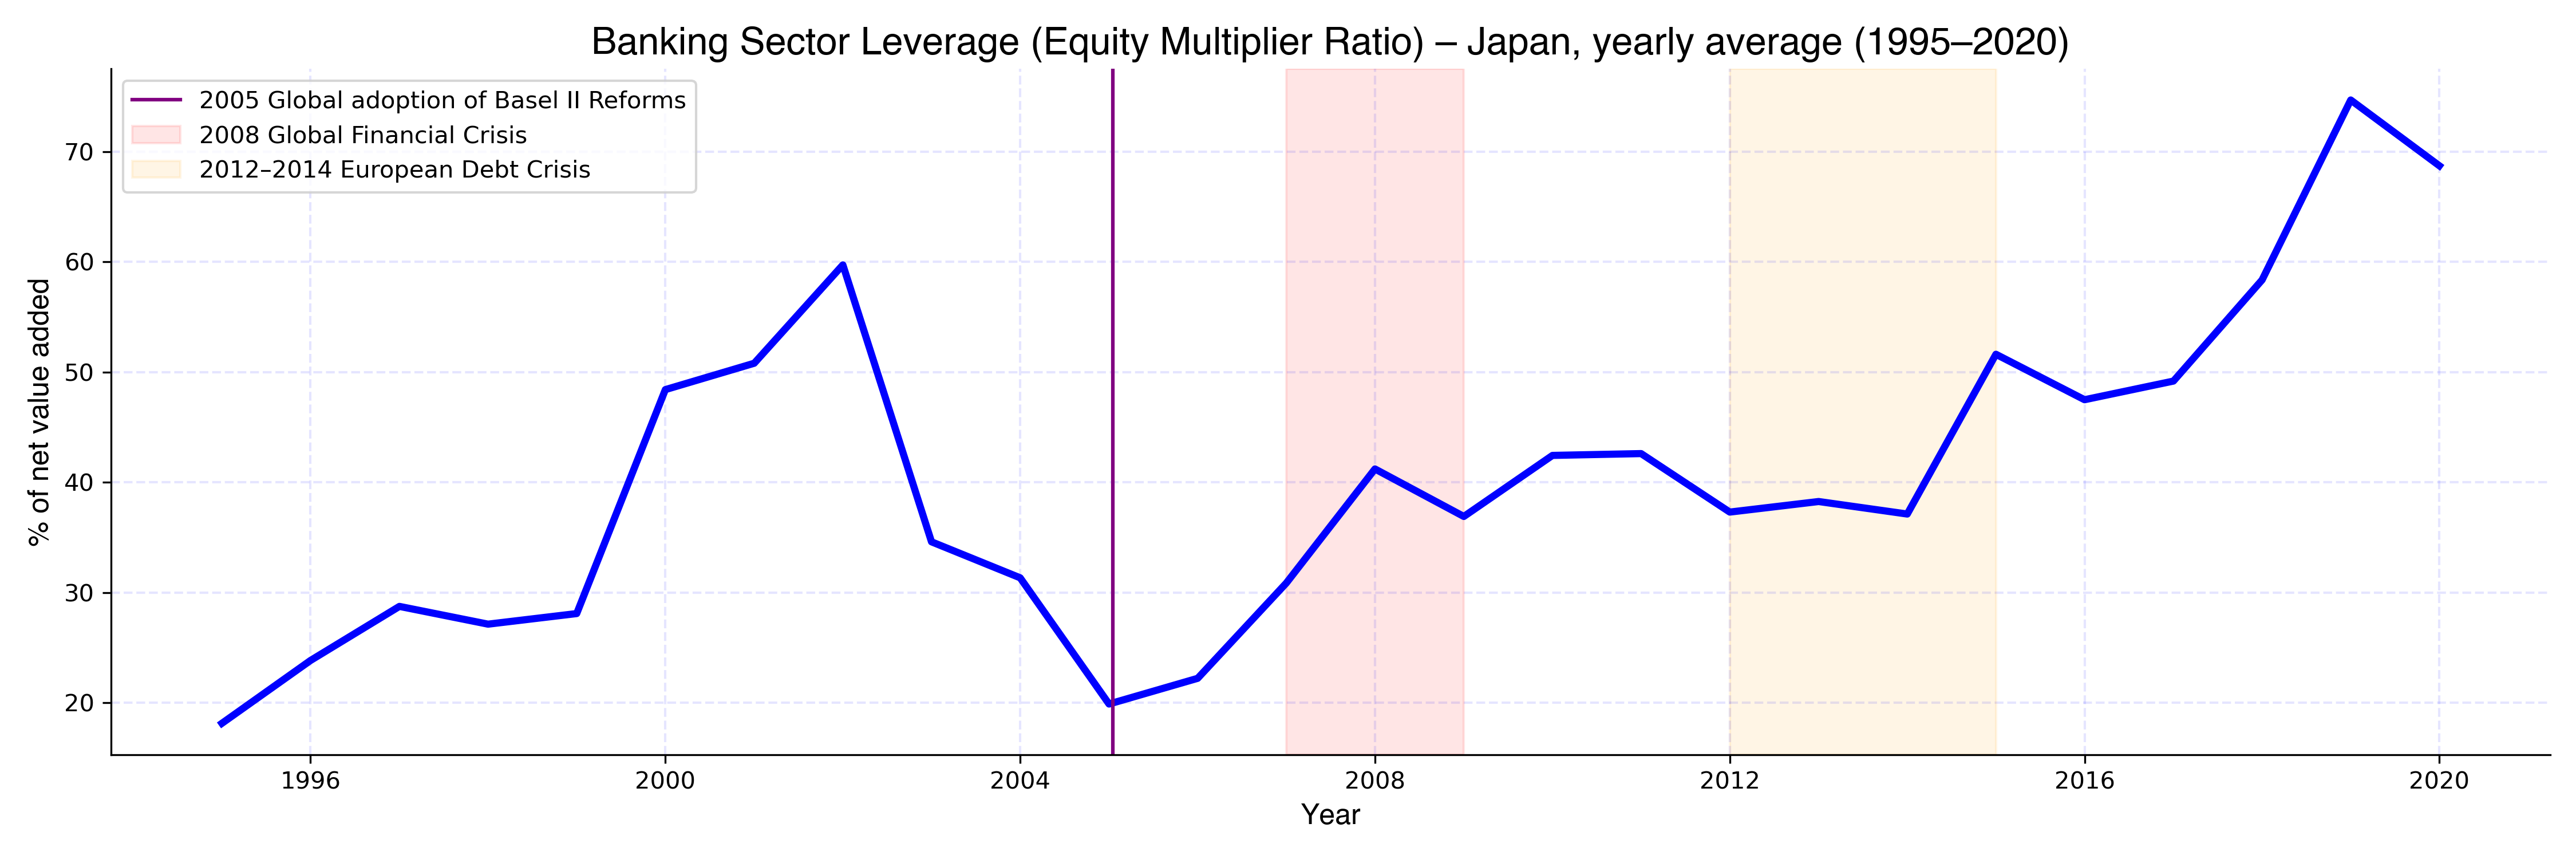 Banking Sector Leverage (Equity Multiplier Ratio) – Japan, yearly average (1995–2020)
2005 Global adoption of Basel II Reforms
2008 Global Financial Crisis
2012–2014 European Debt Crisis
% of net value added
70
60
50
40
30
20
1996
2000
2004
2008
2012
2016
2020
Year